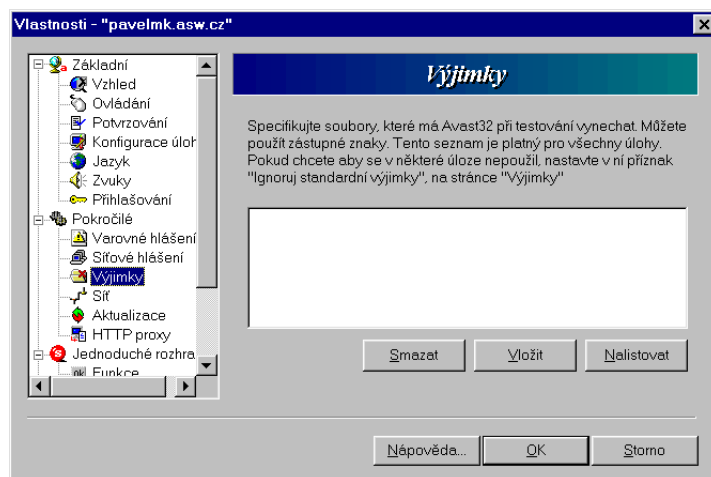 Vlastnosti - "pavelmk.asw.cz"
Základní
Vzhled
Ovládání
Potvrzování
Konfigurace úloh
Jazyk
Zvuky
Přihlašování
Pokročilé
Varovné hlášení
Síťové hlášení
Výjimky
Síť
Aktualizace
HTTP proxy
Jednoduché rozhra
Funkce
Výjimky
Specifikujte soubory, které má Avast32 při testování vynechat. Můžete
použít zástupné znaky. Tento seznam je platný pro všechny úlohy.
Pokud chcete aby se v některé úloze nepoužil, nastavte v ní příznak
"Ignoruj standardní výjimky", na stránce "Výjimky"
Smazat
Vložit
Nalistovat
Nápověda...
OK
Storno